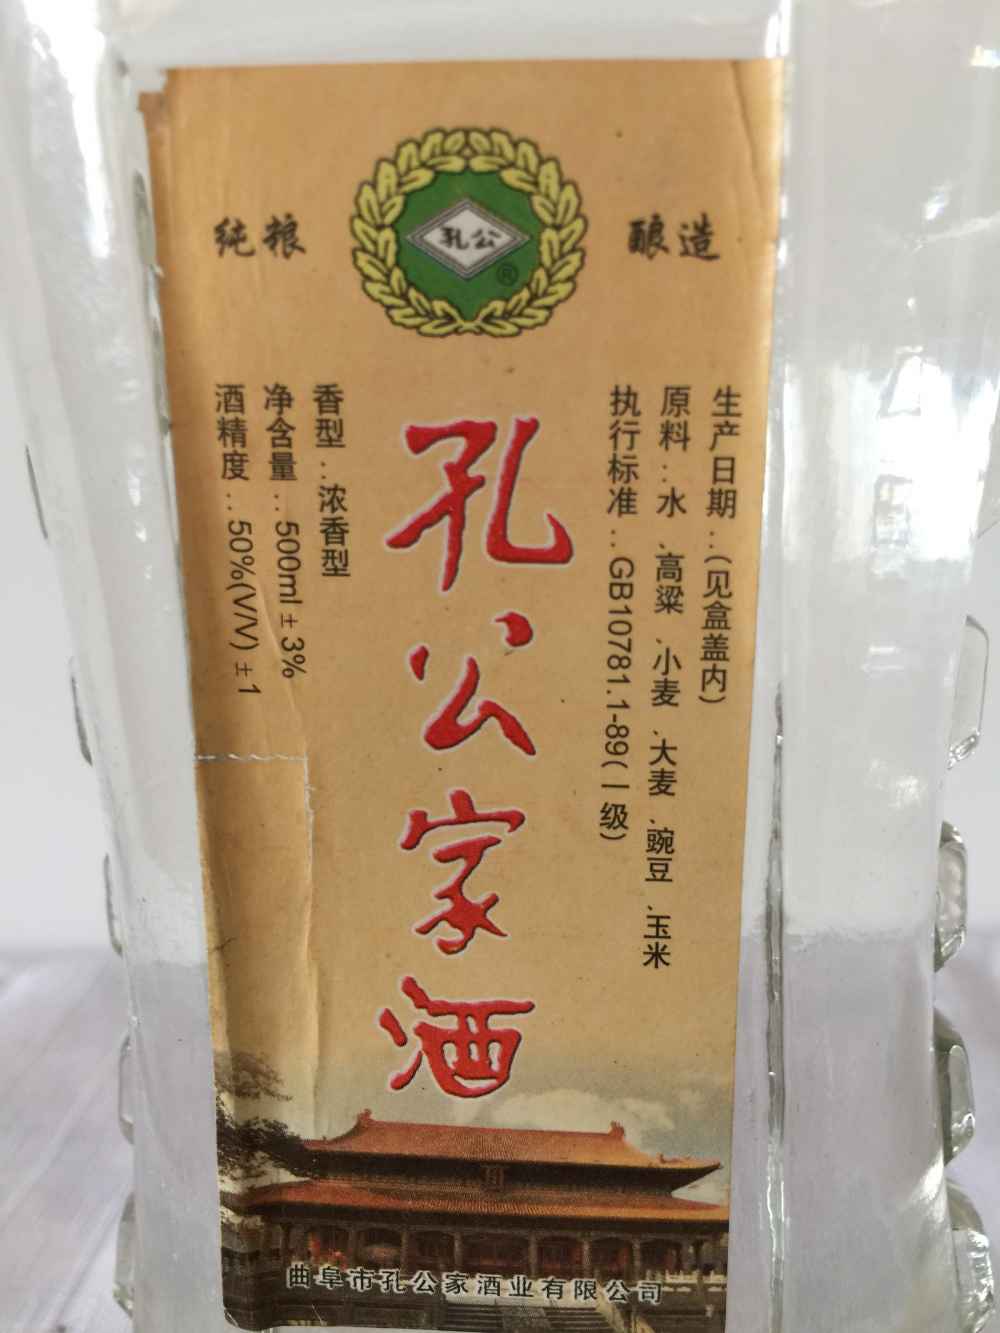 纯粮
孔公
®
酿造
生产日期：(见盒盖内)
原料：水、高粱、小麦、大麦、豌豆、玉米
执行标准：GB10781.1-89(一级)
孔公家酒
香型：浓香型
净含量：500ml±3%
酒精度：50%(V/V)±1
曲阜市孔公家酒业有限公司